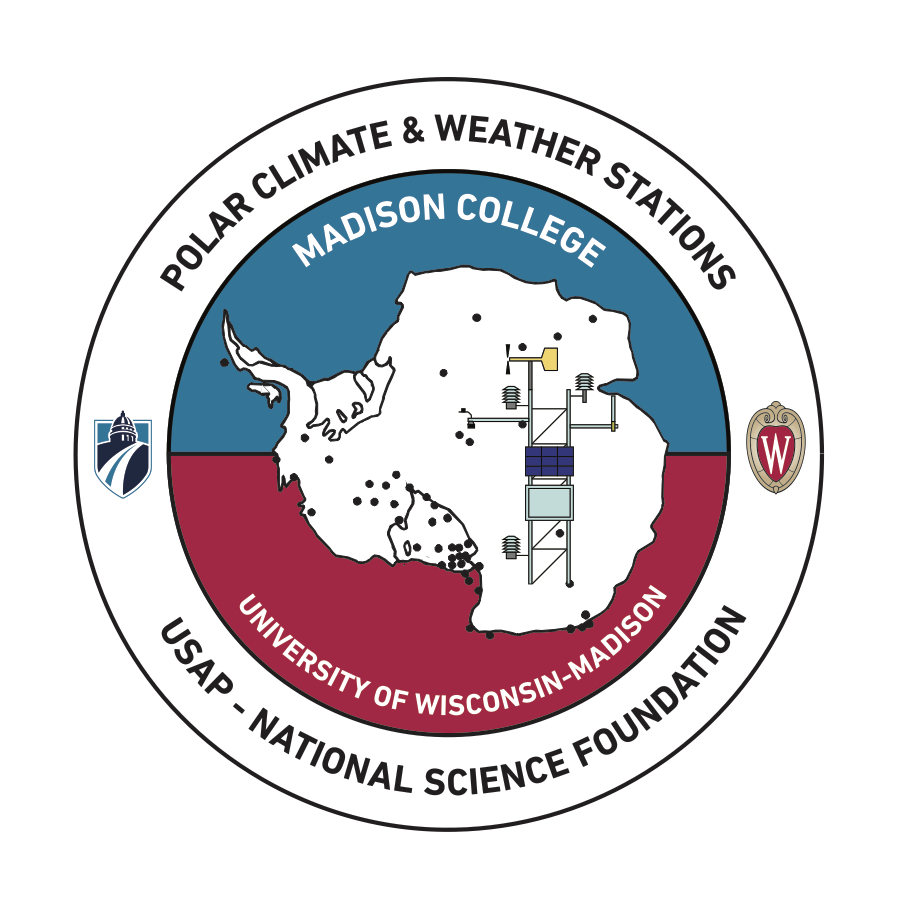 POLAR CLIMATE & WEATHER STATIONS
MADISON COLLEGE
W
UNIVERSITY OF WISCONSIN-MADISON
USAP - NATIONAL SCIENCE FOUNDATION